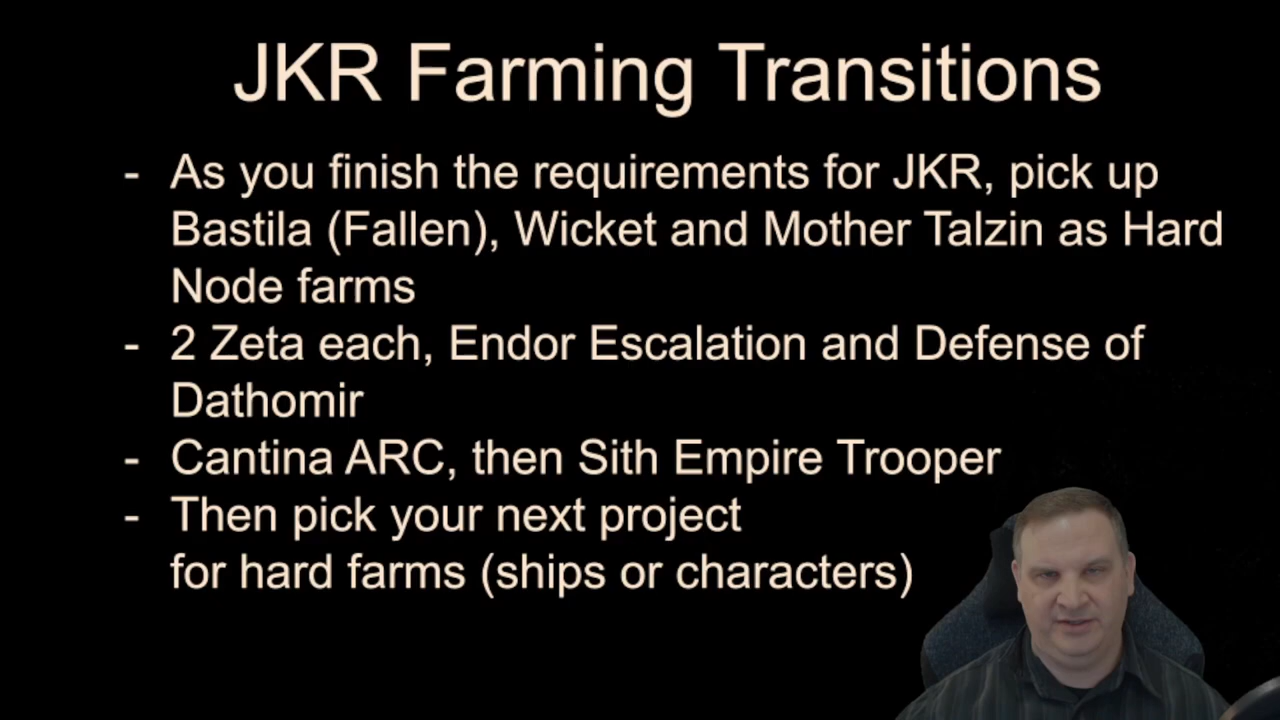 JKR Farming Transitions
- As you finish the requirements for JKR, pick up
Bastila (Fallen), Wicket and Mother Talzin as Hard
Node farms
- 2 Zeta each, Endor Escalation and Defense of
Dathomir
- Cantina ARC, then Sith Empire Trooper
- Then pick your next project
for hard farms (ships or characters)